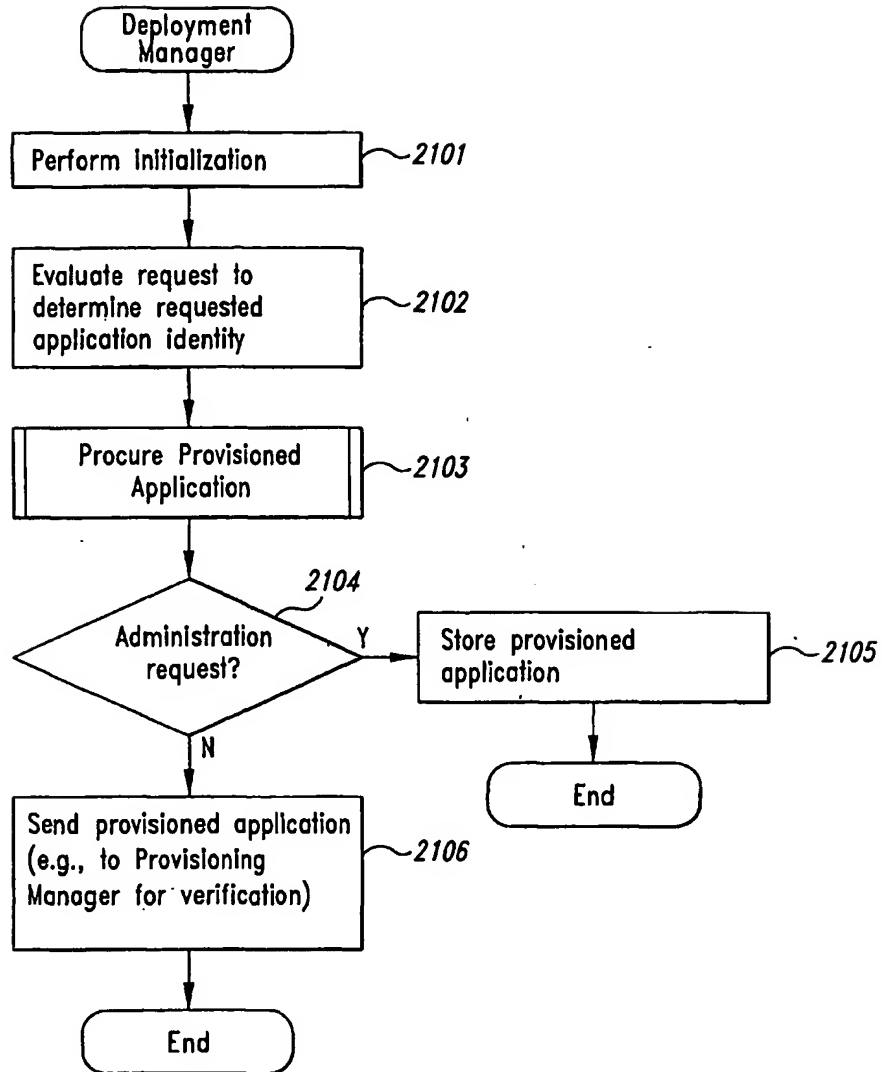 Deployment
Manager
Perform initialization
2101
Evaluate request to
determine requested
application identity
2102
Procure Provisioned
Application
2103
2104
Administration
request?
Y
Store provisioned
application
2105
N
End
Send provisioned application
(e.g., to Provisioning
Manager for verification)
2106
End